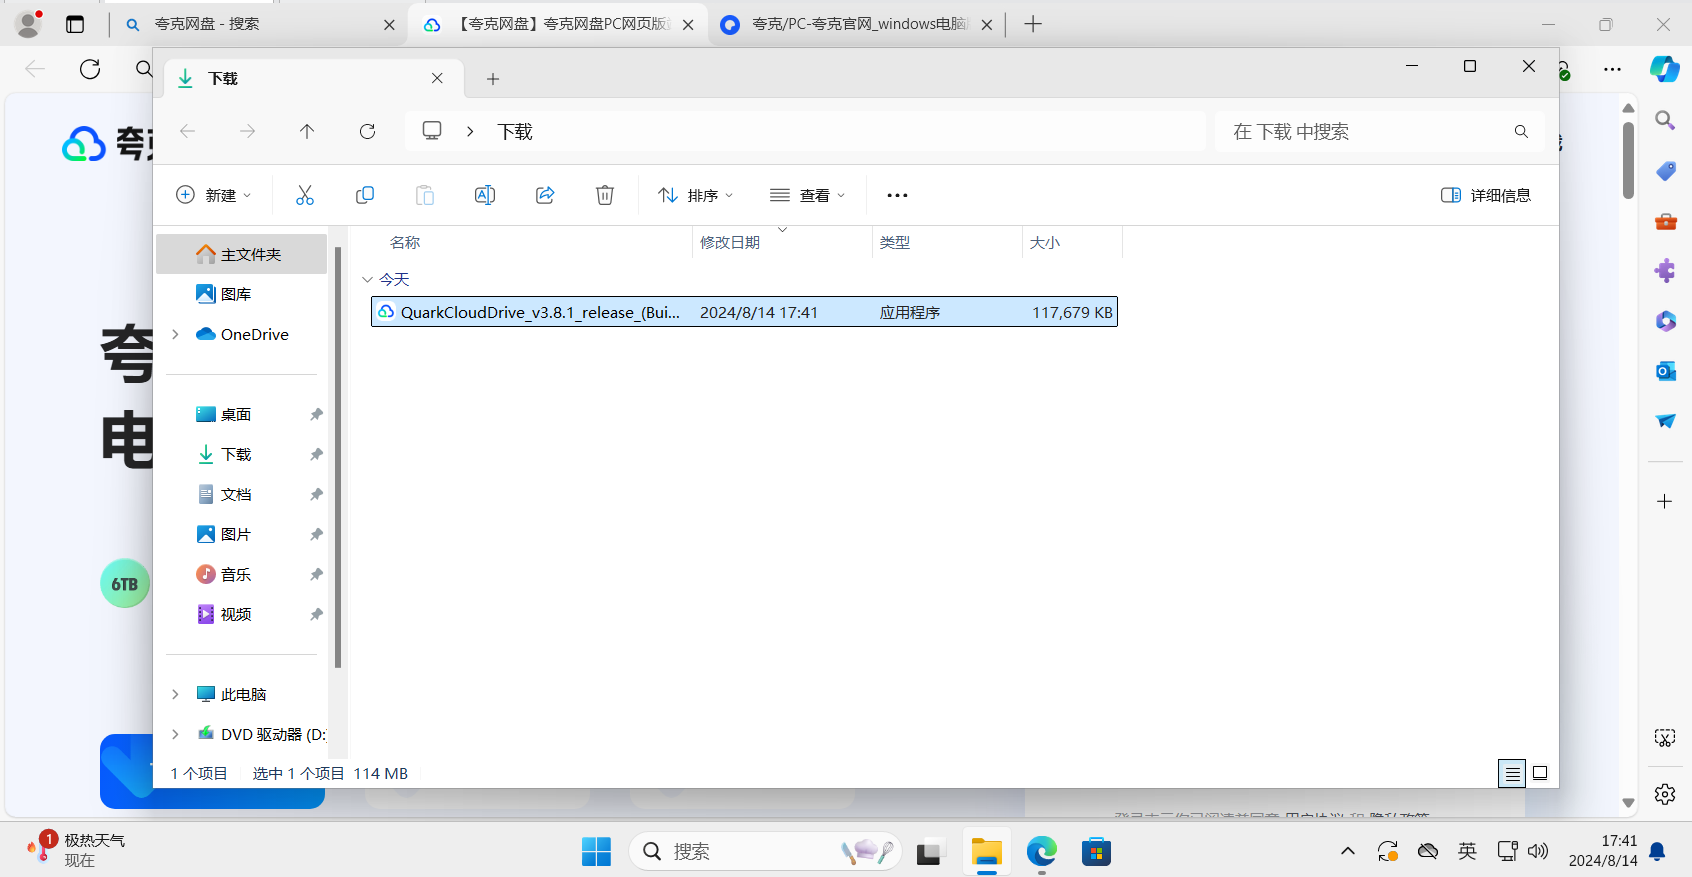 夸克网盘 - 搜索
【夸克网盘】夸克网盘PC网页版
夸克/PC-夸克官网_windows电脑
下载
下载
在 下载 中搜索
新建
排序
查看
详细信息
名称
修改日期
类型
大小
主文件夹
图库
OneDrive
桌面
下载
文档
图片
音乐
视频
此电脑
DVD 驱动器 (D:)
今天
QuarkCloudDrive_v3.8.1_release_(Bui...
2024/8/14 17:41
应用程序
117,679 KB
1 个项目
选中 1 个项目 114 MB
夸
夸
电
6TB
1
极热天气
现在
搜索
英
17:41
2024/8/14